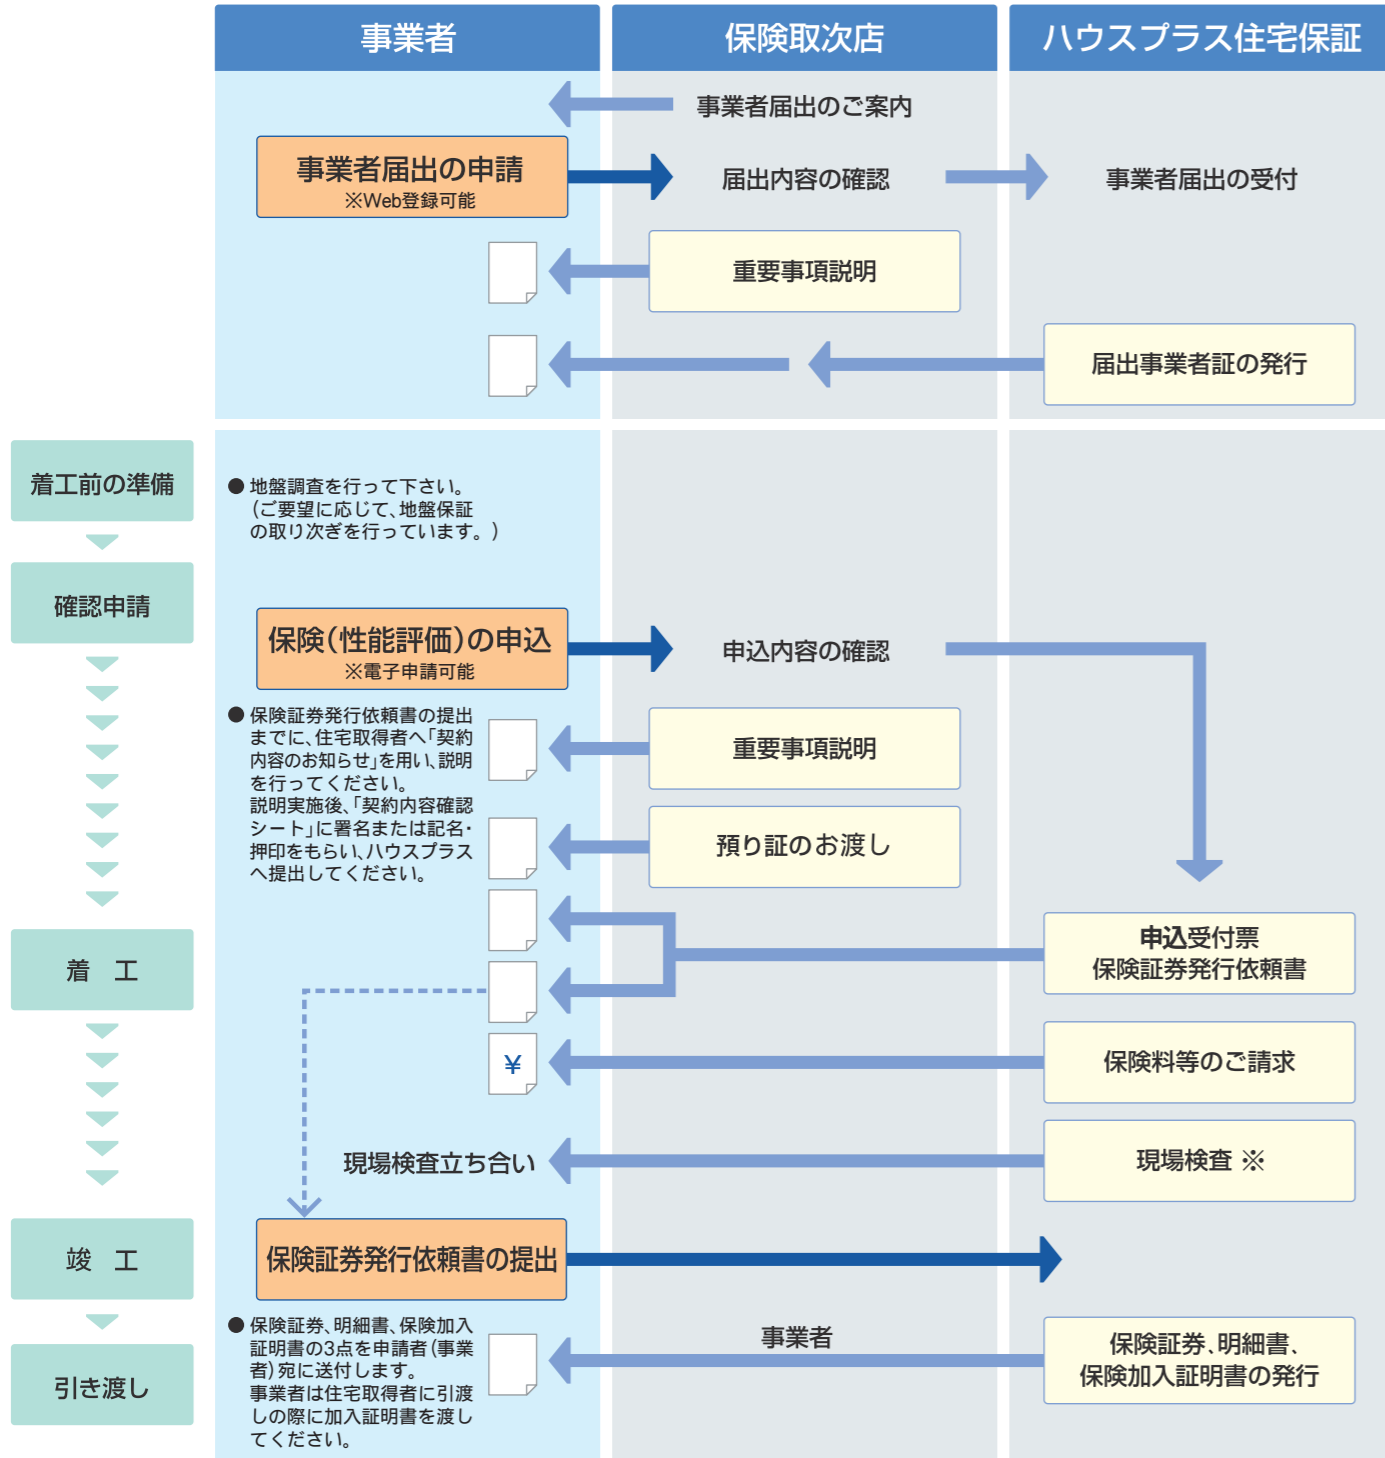 事業者
保険取次店
ハウスプラス住宅保証
事業者届出のご案内
事業者届出の申請
※Web登録可能
届出内容の確認
事業者届出の受付
重要事項説明
届出事業者証の発行
着工前の準備
● 地盤調査を行って下さい。
(ご要望に応じて、地盤保証
の取り次ぎを行っています。)
確認申請
保険(性能評価)の申込
※電子申請可能
申込内容の確認
● 保険証券発行依頼書の提出
までに、住宅取得者へ「契約
内容のお知らせ」を用い、説明
を行ってください。
説明実施後、「契約内容確認
シート」に署名または記名・
押印をもらい、ハウスプラス
へ提出してください。
重要事項説明
預り証のお渡し
着 工
申込受付票
保険証券発行依頼書
¥
保険料等のご請求
現場検査立ち合い
現場検査 ※
竣 工
保険証券発行依頼書の提出
引き渡し
● 保険証券、明細書、保険加入
証明書の3点を申請者(事業
者)宛に送付します。
事業者は住宅取得者に引渡
しの際に加入証明書を渡し
てください。
事業者
保険証券、明細書、
保険加入証明書の発行